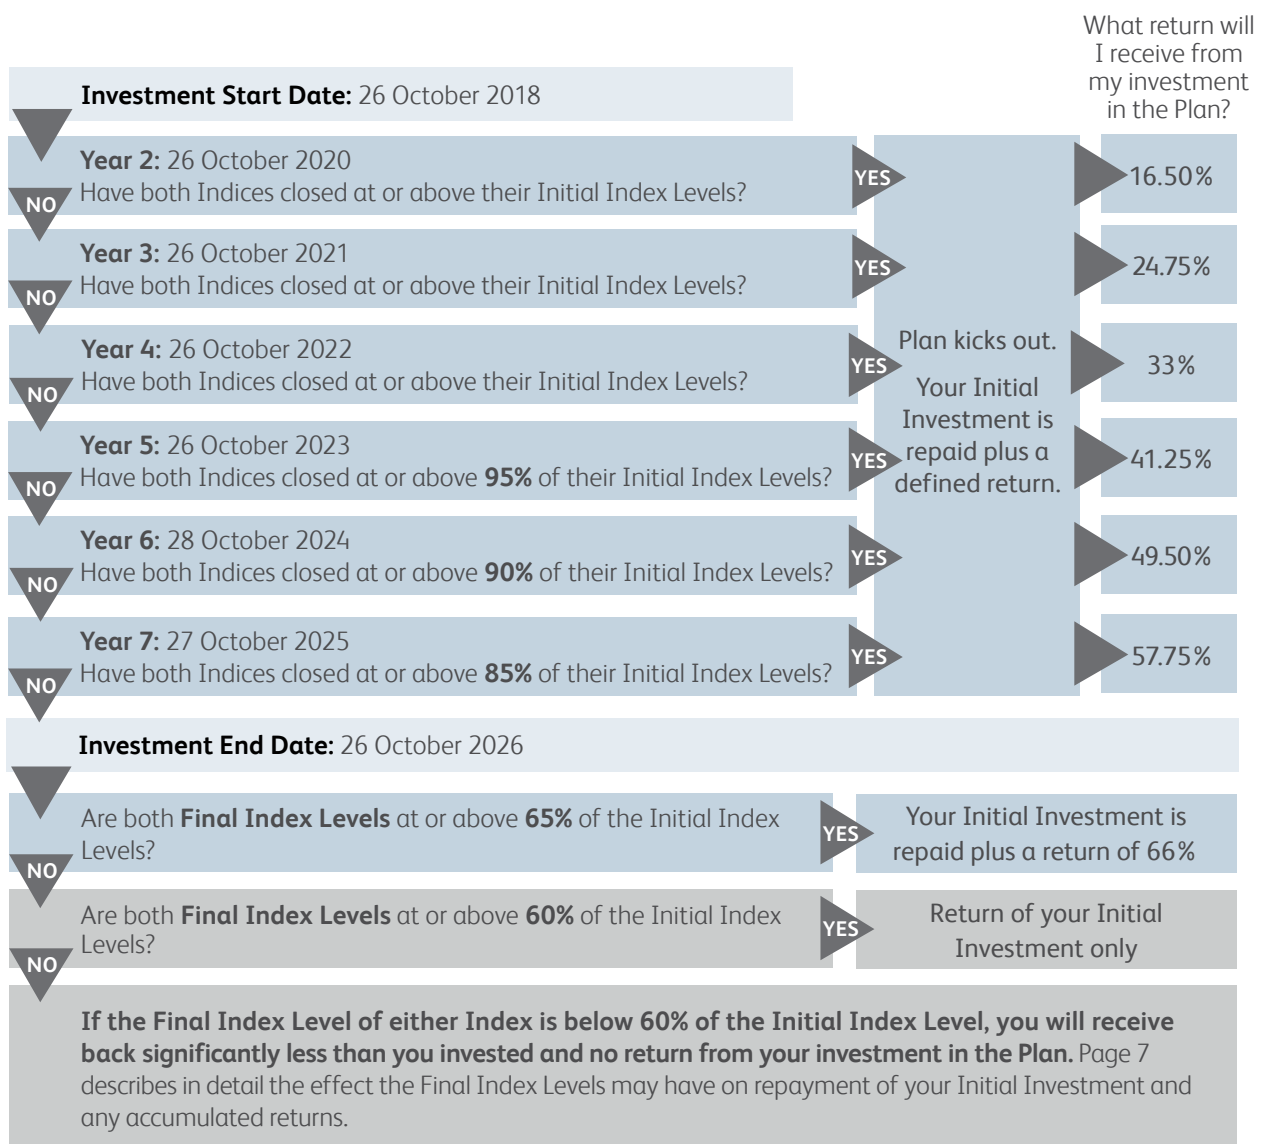 What return will
I receive from
my investment
in the Plan?
Investment Start Date: 26 October 2018
Year 2: 26 October 2020
Have both Indices closed at or above their Initial Index Levels?
YES
16.50%
NO
Year 3: 26 October 2021
Have both Indices closed at or above their Initial Index Levels?
YES
24.75%
NO
Year 4: 26 October 2022
Have both Indices closed at or above their Initial Index Levels?
YES
33%
NO
Plan kicks out.
Your Initial
Investment is
repaid plus a
defined return.
Year 5: 26 October 2023
Have both Indices closed at or above 95% of their Initial Index Levels?
YES
41.25%
NO
Year 6: 28 October 2024
Have both Indices closed at or above 90% of their Initial Index Levels?
YES
49.50%
NO
Year 7: 27 October 2025
Have both Indices closed at or above 85% of their Initial Index Levels?
YES
57.75%
NO
Investment End Date: 26 October 2026
Are both Final Index Levels at or above 65% of the Initial Index
Levels?
YES
Your Initial Investment is
repaid plus a return of 66%
NO
Are both Final Index Levels at or above 60% of the Initial Index
Levels?
YES
Return of your Initial
Investment only
NO
If the Final Index Level of either Index is below 60% of the Initial Index Level, you will receive
back significantly less than you invested and no return from your investment in the Plan. Page 7
describes in detail the effect the Final Index Levels may have on repayment of your Initial Investment and
any accumulated returns.